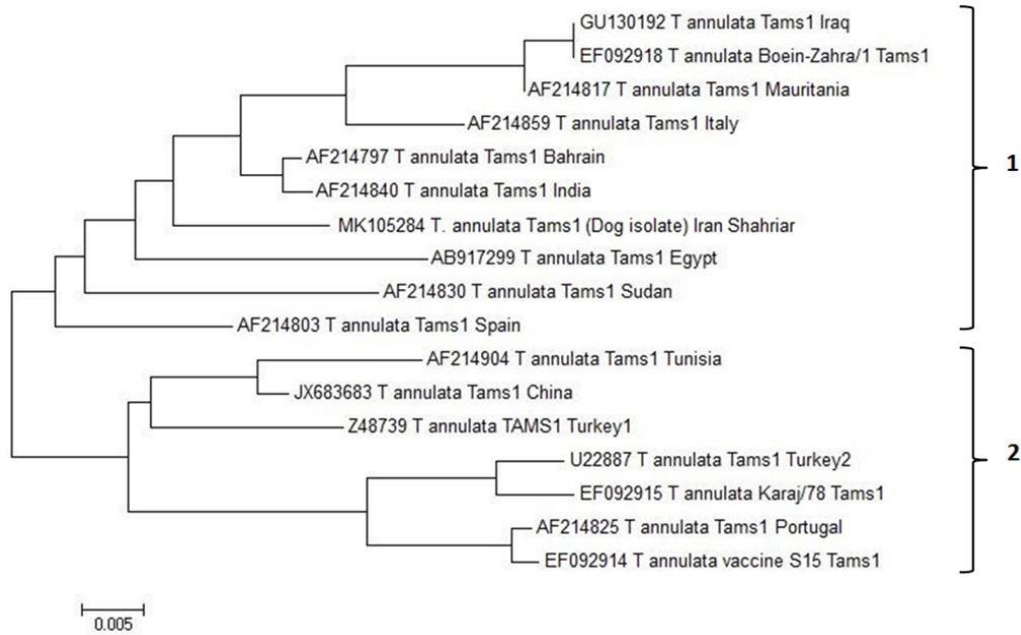 GU130192 T annulata Tams1 Iraq
EF092918 T annulata Boein-Zahra/1 Tams1
AF214817 T annulata Tams1 Mauritania
AF214859 T annulata Tams1 Italy
AF214797 T annulata Tams1 Bahrain
1
AF214840 T annulata Tams1 India
MK105284 T. annulata Tams1 (Dog isolate) Iran Shahriar
AB917299 T annulata Tams1 Egypt
AF214830 T annulata Tams1 Sudan
AF214803 T annulata Tams1 Spain
AF214904 T annulata Tams1 Tunisia
JX683683 T annulata Tams1 China
Z48739 T annulata TAMS1 Turkey1
U22887 T annulata Tams1 Turkey2
2
EF092915 T annulata Karaj/78 Tams1
AF214825 T annulata Tams1 Portugal
EF092914 T annulata vaccine S15 Tams1
0.005